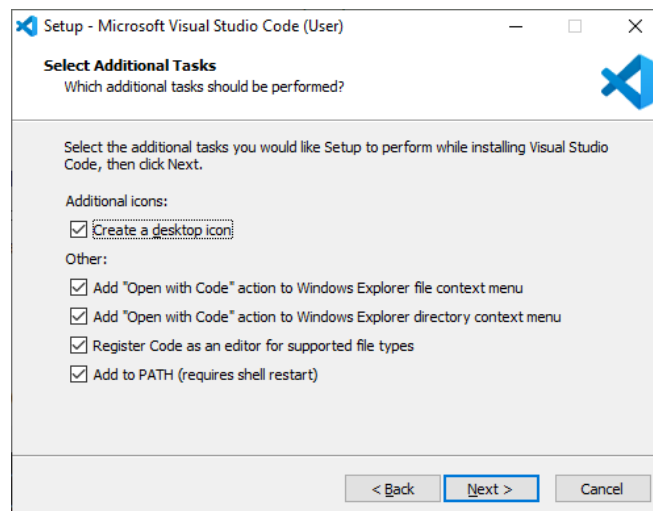 Setup - Microsoft Visual Studio Code (User)
Select Additional Tasks
Which additional tasks should be performed?
Select the additional tasks you would like Setup to perform while installing Visual Studio
Code, then click Next.
Additional icons:
Create a desktop icon
Other:
Add "Open with Code" action to Windows Explorer file context menu
Add "Open with Code" action to Windows Explorer directory context menu
Register Code as an editor for supported file types
Add to PATH (requires shell restart)
< Back Next > Cancel